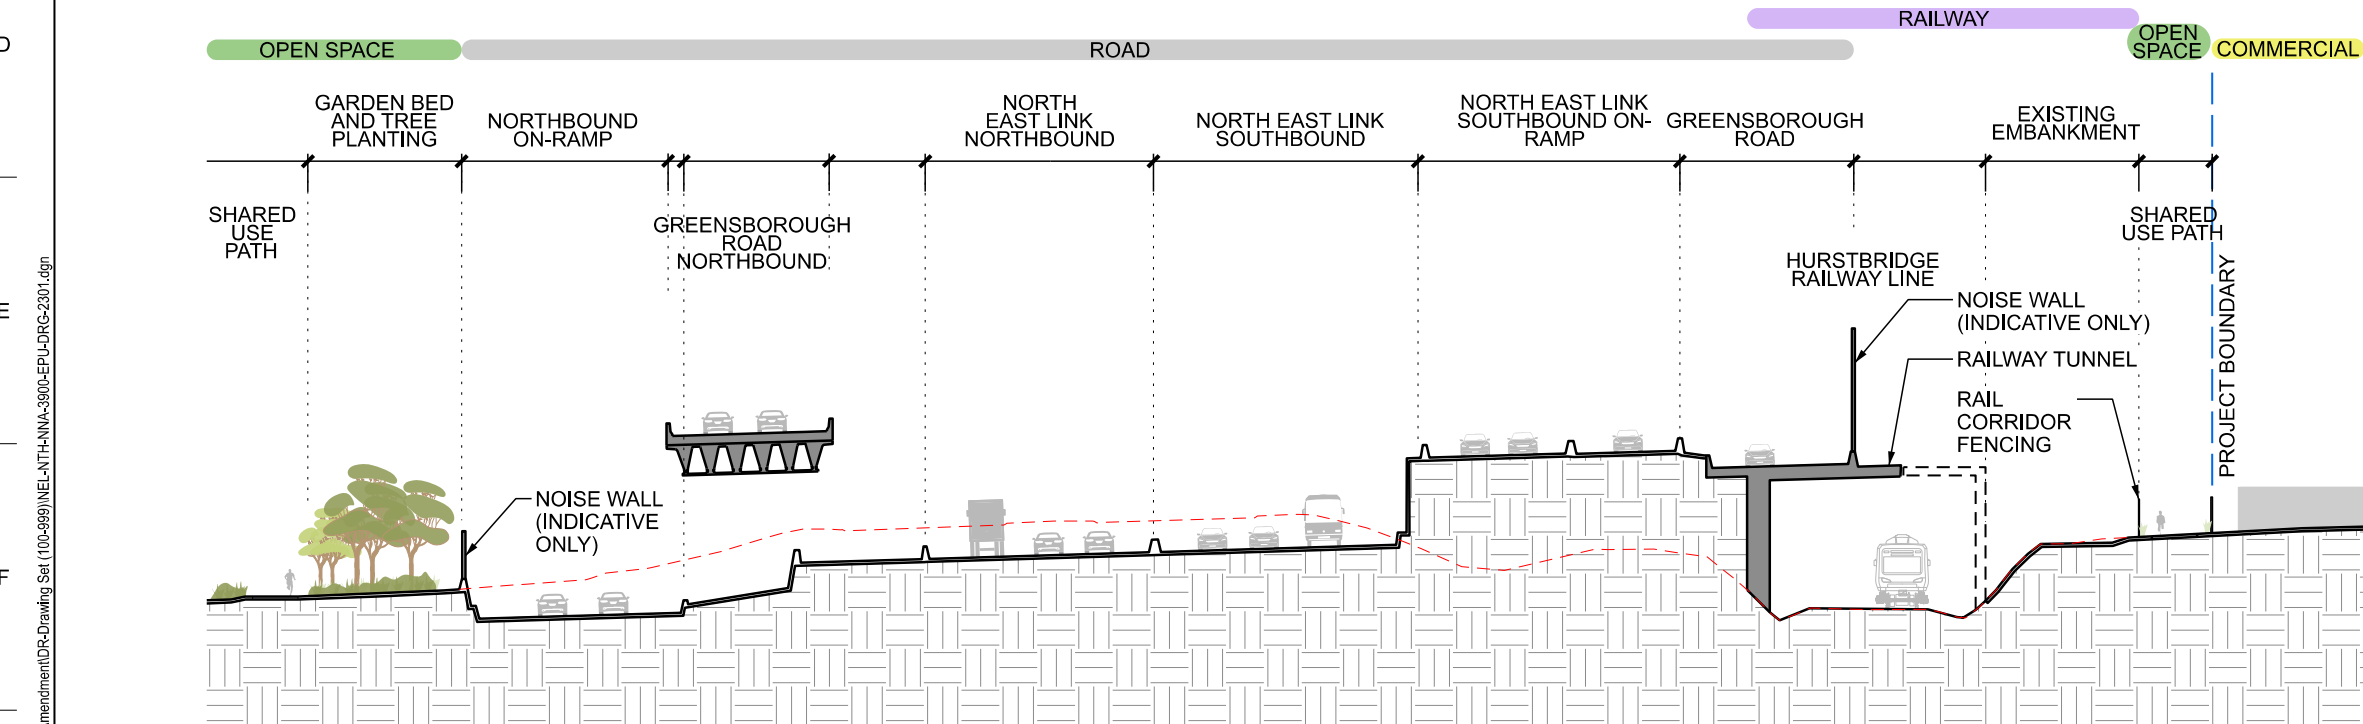 RAILWAY
OPEN SPACE
ROAD
OPEN
SPACE
COMMERCIAL
D
GARDEN BED
AND TREE
PLANTING
NORTHBOUND
ON-RAMP
NORTH
EAST LINK
NORTHBOUND
NORTH EAST LINK
SOUTHBOUND
NORTH EAST LINK
SOUTHBOUND ON-
RAMP
GREENSBOROUGH
ROAD
EXISTING
EMBANKMENT
SHARED
USE
PATH
GREENSBOROUGH
ROAD
NORTHBOUND
SHARED
USE PATH
HURSTBRIDGE
RAILWAY LINE
NOISE WALL
(INDICATIVE ONLY)
RAILWAY TUNNEL
RAIL
CORRIDOR
FENCING
PROJECT BOUNDARY
E
NOISE WALL
(INDICATIVE
ONLY)
F
mendment\DR-Drawing Set (100-999)\NEL-NTH-NNA-3900-EPU-DRG-2301.dgn